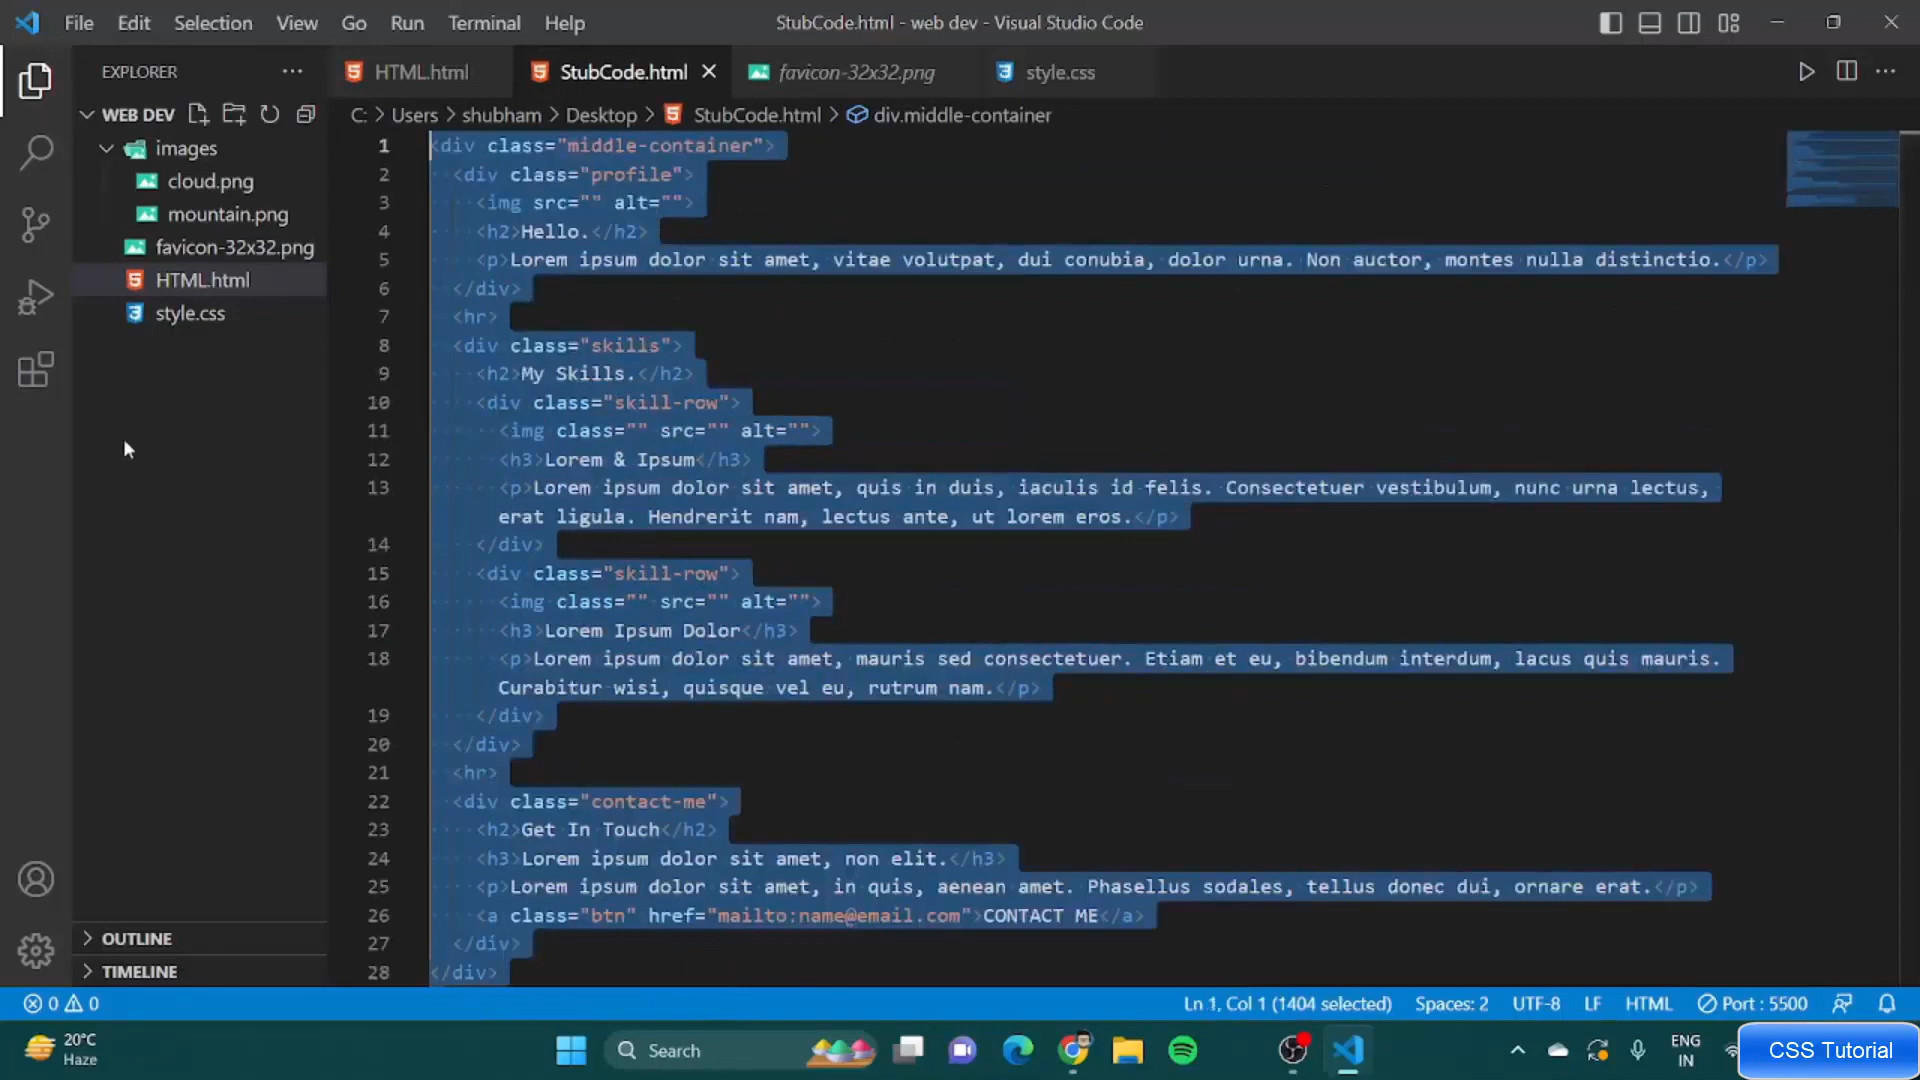 File Edit Selection View Go Run Terminal Help StubCode.html - web dev - Visual Studio Code
EXPLORER HTML.html StubCode.html favicon-32x32.png style.css
WEB DEV C: > Users > shubham > Desktop > StubCode.html > div.middle-container
images
cloud.png
mountain.png
favicon-32x32.png
HTML.html
style.css
1 <div class="middle-container">
2 <div class="profile">
3 <img src="" alt="">
4 <h2>Hello.</h2>
5 <p>Lorem ipsum dolor sit amet, vitae volutpat, dui conubia, dolor urna. Non auctor, montes nulla distinctio.</p>
6 </div>
7 <hr>
8 <div class="skills">
9 <h2>My Skills.</h2>
10 <div class="skill-row">
11 <img class="" src="" alt="">
12 <h3>Lorem & Ipsum</h3>
13 <p>Lorem ipsum dolor sit amet, quis in duis, iaculis id felis. Consectetuer vestibulum, nunc urna lectus,
erat ligula. Hendrerit nam, lectus ante, ut lorem eros.</p>
14 </div>
15 <div class="skill-row">
16 <img class="" src="" alt="">
17 <h3>Lorem Ipsum Dolor</h3>
18 <p>Lorem ipsum dolor sit amet, mauris sed consectetuer. Etiam et eu, bibendum interdum, lacus quis mauris.
Curabitur wisi, quisque vel eu, rutrum nam.</p>
19 </div>
20 </div>
21 <hr>
22 <div class="contact-me">
23 <h2>Get In Touch</h2>
24 <h3>Lorem ipsum dolor sit amet, non elit.</h3>
25 <p>Lorem ipsum dolor sit amet, in quis, aenean amet. Phasellus sodales, tellus donec dui, ornare erat.</p>
26 <a class="btn" href="mailto:name@email.com">CONTACT ME</a>
27 </div>
28 </div>
OUTLINE
TIMELINE
0 0 Ln 1, Col 1 (1404 selected) Spaces: 2 UTF-8 LF HTML Port : 5500
20°C
Haze
Search
ENG
IN
CSS Tutorial